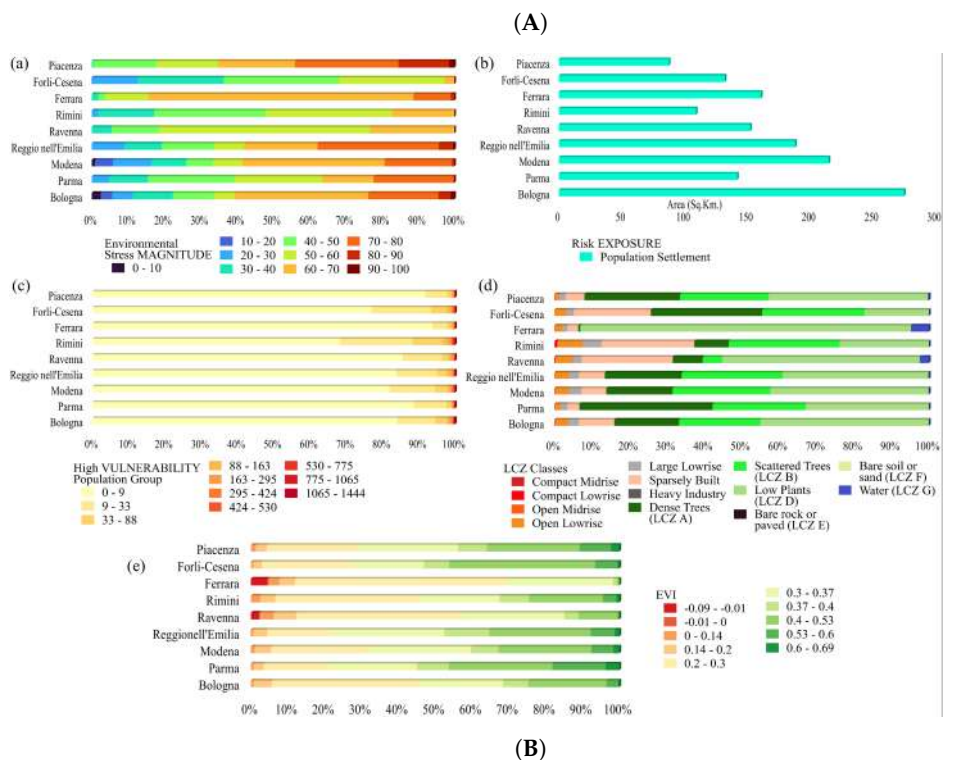 (A)
(a)
Piacenza
Forli-Cesena
Ferrara
Rimini
Ravenna
Reggio nell'Emilia
Modena
Parma
Bologna
0% 10% 20% 30% 40% 50% 60% 70% 80% 90% 100%
Environmental
Stress MAGNITUDE
0 - 10
10 - 20
20 - 30
30 - 40
40 - 50
50 - 60
60 - 70
70 - 80
80 - 90
90 - 100
(b)
Piacenza
Forli-Cesena
Ferrara
Rimini
Ravenna
Reggio nell'Emilia
Modena
Parma
Bologna
Area (Sq.Km.)
0 50 100 150 200 250 300
Risk EXPOSURE
Population Settlement
(c)
Piacenza
Forli-Cesena
Ferrara
Rimini
Ravenna
Reggio nell'Emilia
Modena
Parma
Bologna
0% 10% 20% 30% 40% 50% 60% 70% 80% 90% 100%
High VULNERABILITY
Population Group
0 - 9
9 - 33
33 - 88
88 - 163
163 - 295
295 - 424
424 - 530
530 - 775
775 - 1065
1065 - 1444
(d)
Piacenza
Forli-Cesena
Ferrara
Rimini
Ravenna
Reggio nell'Emilia
Modena
Parma
Bologna
0% 10% 20% 30% 40% 50% 60% 70% 80% 90% 100%
LCZ Classes
Compact Midrise
Compact Lowrise
Open Midrise
Open Lowrise
Large Lowrise
Sparsely Built
Heavy Industry
Dense Trees
(LCZ A)
Scattered Trees
(LCZ B)
Low Plants
(LCZ D)
Bare rock or
paved (LCZ E)
Bare soil or
sand (LCZ F)
Water (LCZ G)
(e)
Piacenza
Forli-Cesena
Ferrara
Rimini
Ravenna
Reggionell'Emilia
Modena
Parma
Bologna
0% 10% 20% 30% 40% 50% 60% 70% 80% 90% 100%
EVI
-0.09 - -0.01
-0.01 - 0
0 - 0.14
0.14 - 0.2
0.2 - 0.3
0.3 - 0.37
0.37 - 0.4
0.4 - 0.53
0.53 - 0.6
0.6 - 0.69
(B)